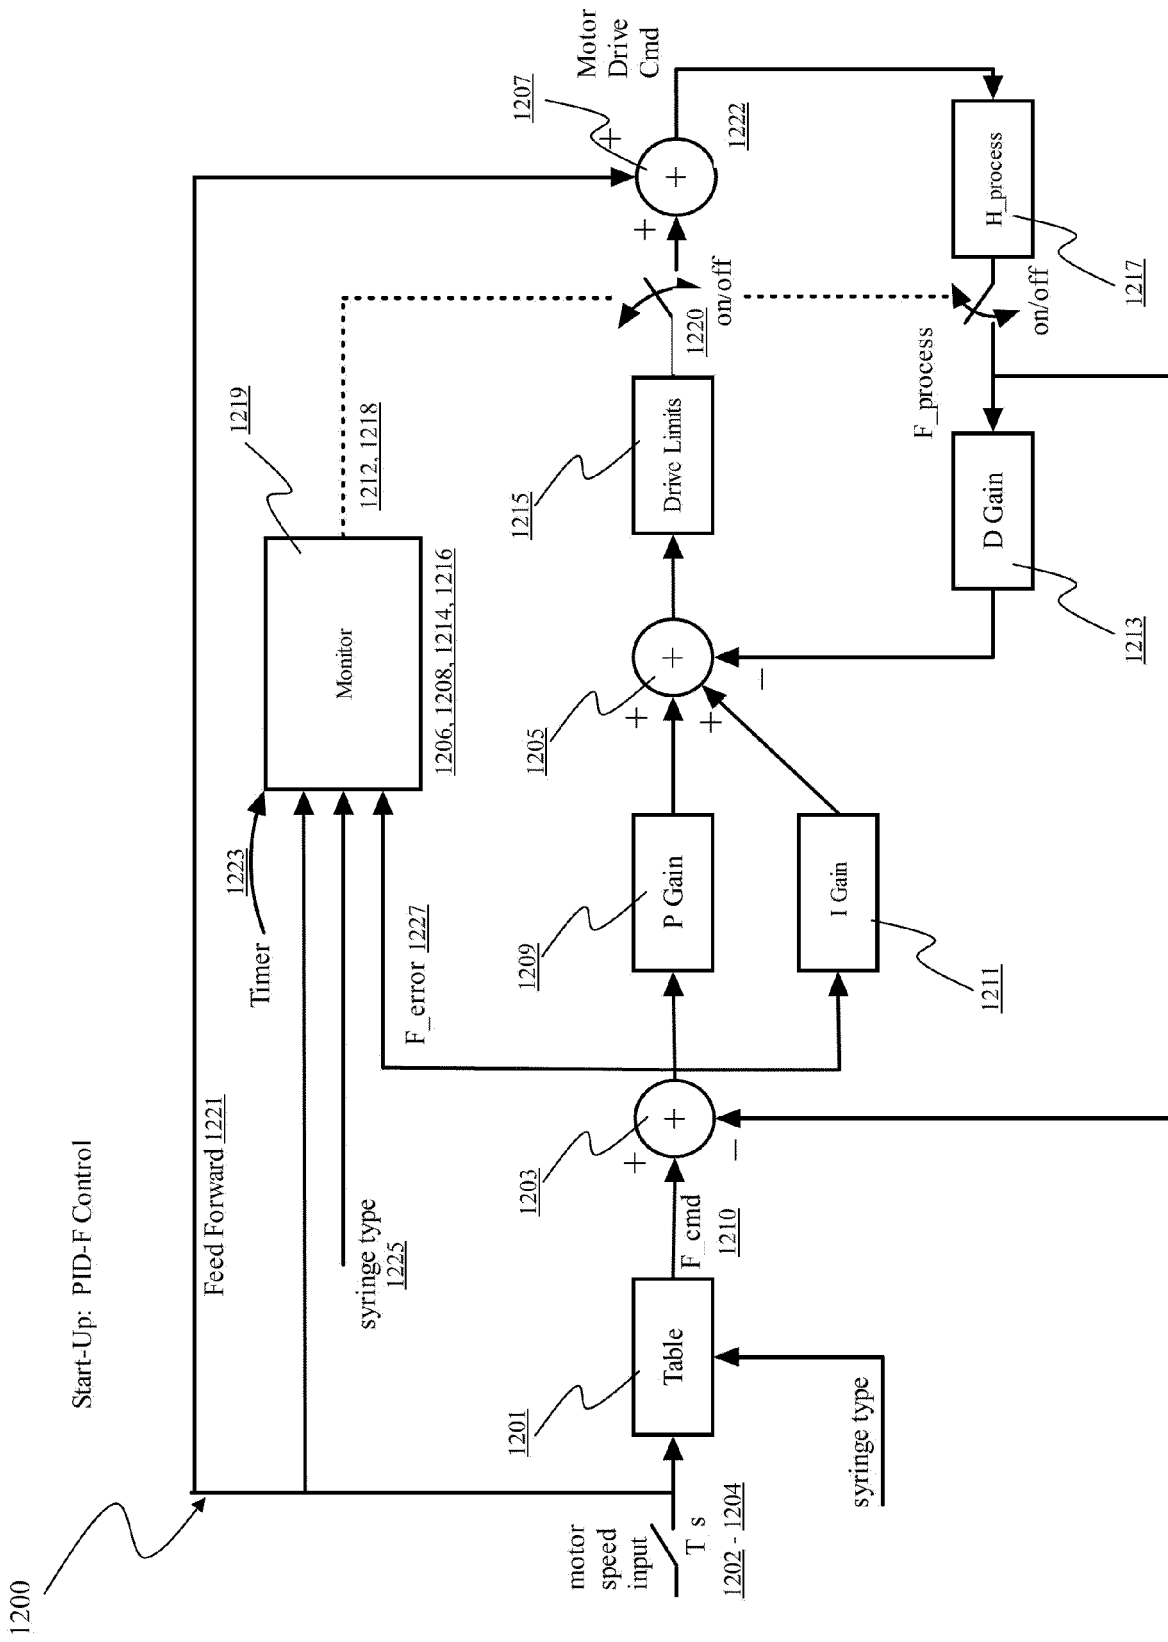 1200
Start-Up: PID-F Control
Feed Forward 1221
Timer
1223
syringe type
1225
F_error 1227
Monitor
1219
1212, 1218
1206, 1208, 1214, 1216
motor
speed
input
T_s
1202 - 1204
1201
Table
syringe type
F_cmd
1210
1203
+
+
−
1209
P Gain
I Gain
1211
1205
+
+
+
−
1215
Drive Limits
1220
on/off
+
+
+
1207
1222
Motor
Drive
Cmd
H_process
1217
on/off
F_process
D Gain
1213